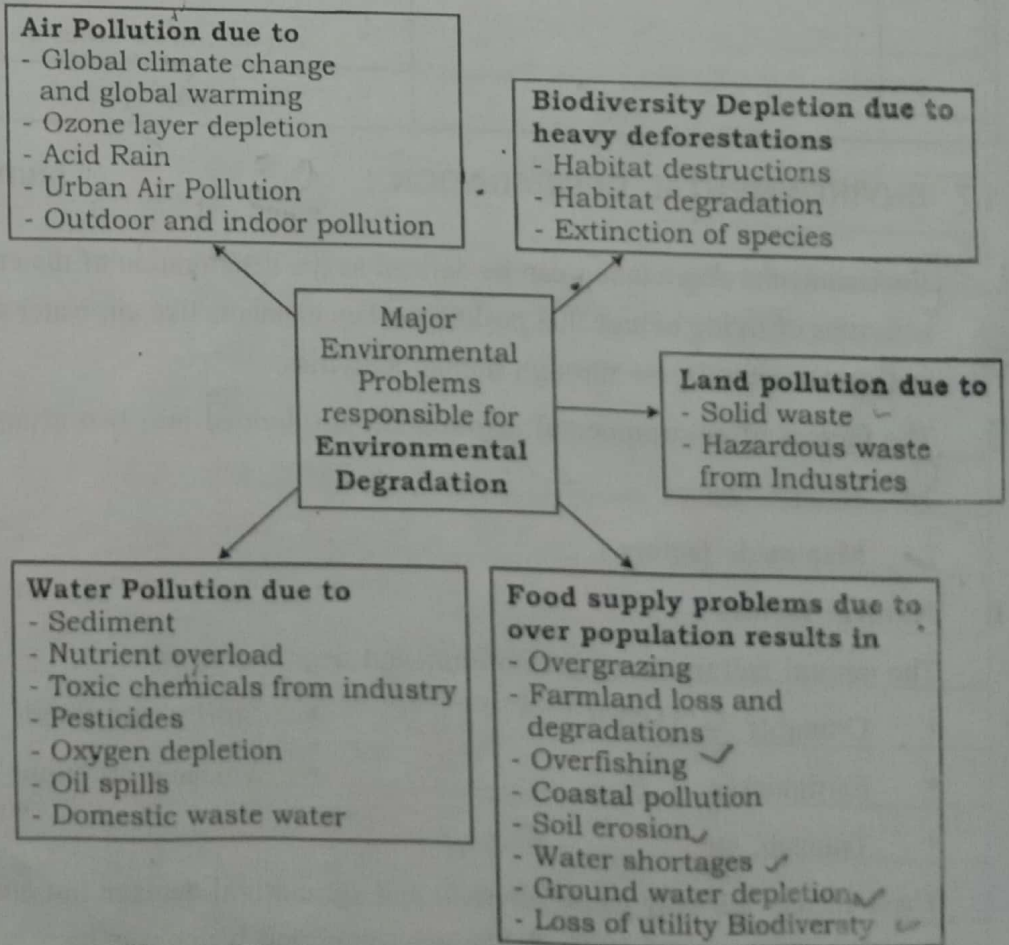 Air Pollution due to
- Global climate change
and global warming
- Ozone layer depletion
- Acid Rain
- Urban Air Pollution
- Outdoor and indoor pollution
Biodiversity Depletion due to
heavy deforestations
- Habitat destructions
- Habitat degradation
- Extinction of species
Major
Environmental
Problems
responsible for
Environmental
Degradation
Land pollution due to
- Solid waste
- Hazardous waste
from Industries
Water Pollution due to
- Sediment
- Nutrient overload
- Toxic chemicals from industry
- Pesticides
- Oxygen depletion
- Oil spills
- Domestic waste water
Food supply problems due to
over population results in
- Overgrazing
- Farmland loss and
degradations
- Overfishing
- Coastal pollution
- Soil erosion
- Water shortages
- Ground water depletion
- Loss of utility Biodiversty